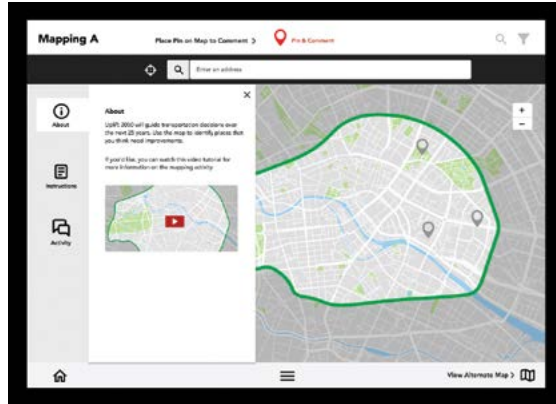 Mapping A
Place Pin on Map to Comment >
Pin & Comment
Enter an address
About
Instructions
Activity
About
Uplift 2050 will guide transportation decisions over
the next 25 years. Use the map to identify places that
you think need improvements.
If you'd like, you can watch this video tutorial for
more information on the mapping activity
View Alternate Map >